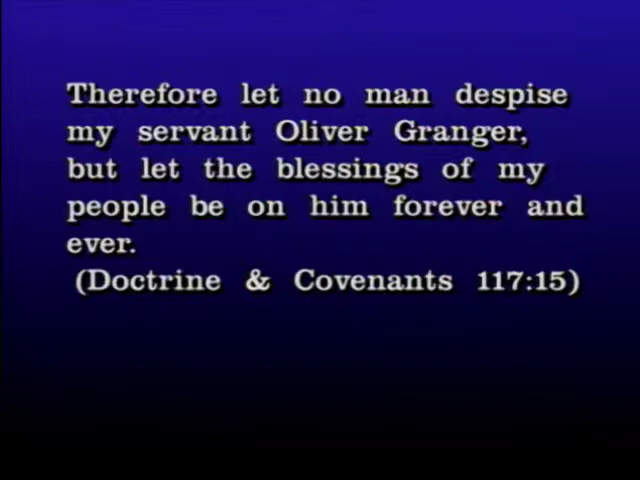 Therefore let no man despise
my servant Oliver Granger,
but let the blessings of my
people be on him forever and
ever.
(Doctrine & Covenants 117:15)